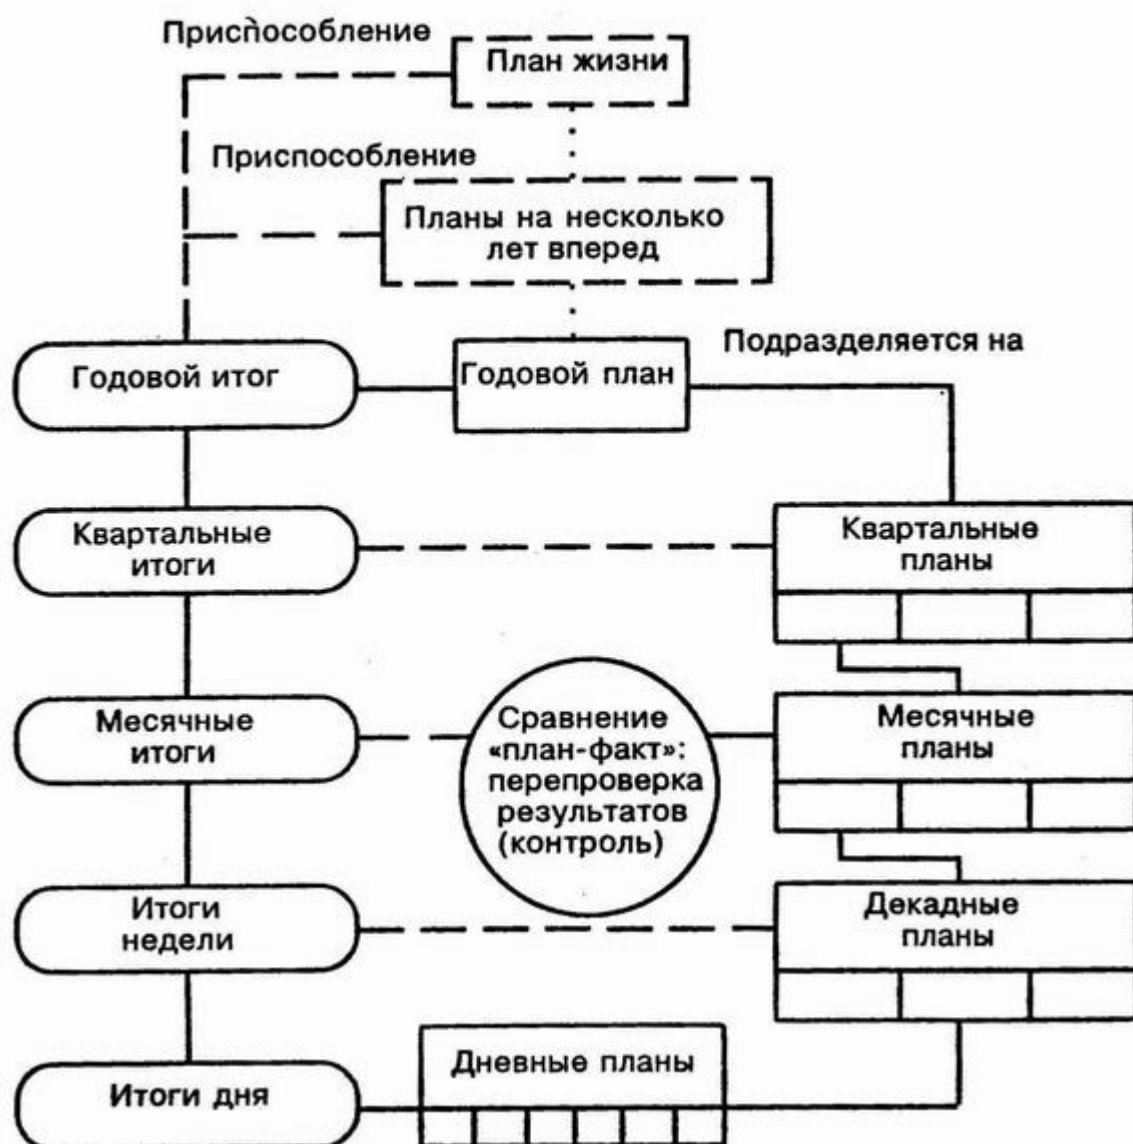 Приспособление
План жизни
Приспособление
Планы на несколько
лет вперед
Подразделяется на
Годовой итог
Годовой план
Квартальные
итоги
Квартальные
планы
Месячные
итоги
Сравнение
«план-факт»:
перепроверка
результатов
(контроль)
Месячные
планы
Итоги
недели
Декадные
планы
Дневные планы
Итоги дня